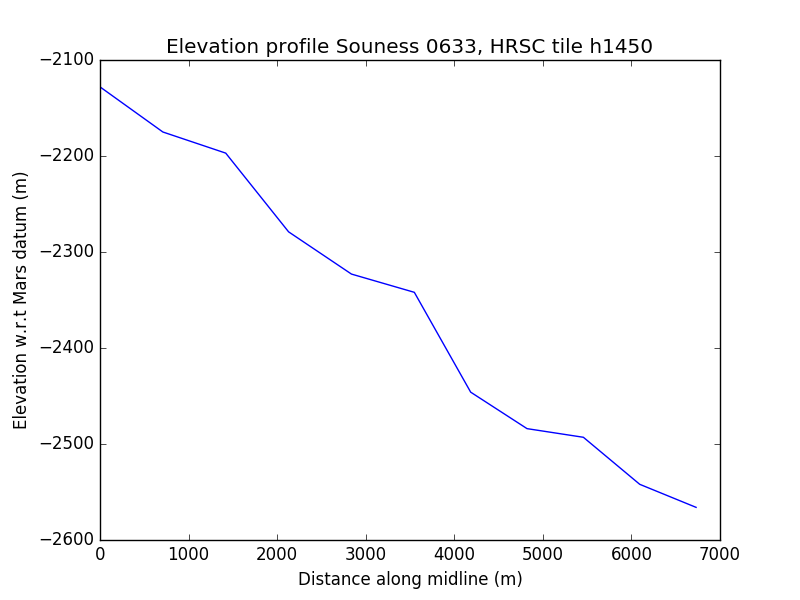 Elevation profile Souness 0633, HRSC tile h1450
−2100
−2200
−2300
−2400
−2500
−2600
Elevation w.r.t Mars datum (m)
0 1000 2000 3000 4000 5000 6000 7000
Distance along midline (m)